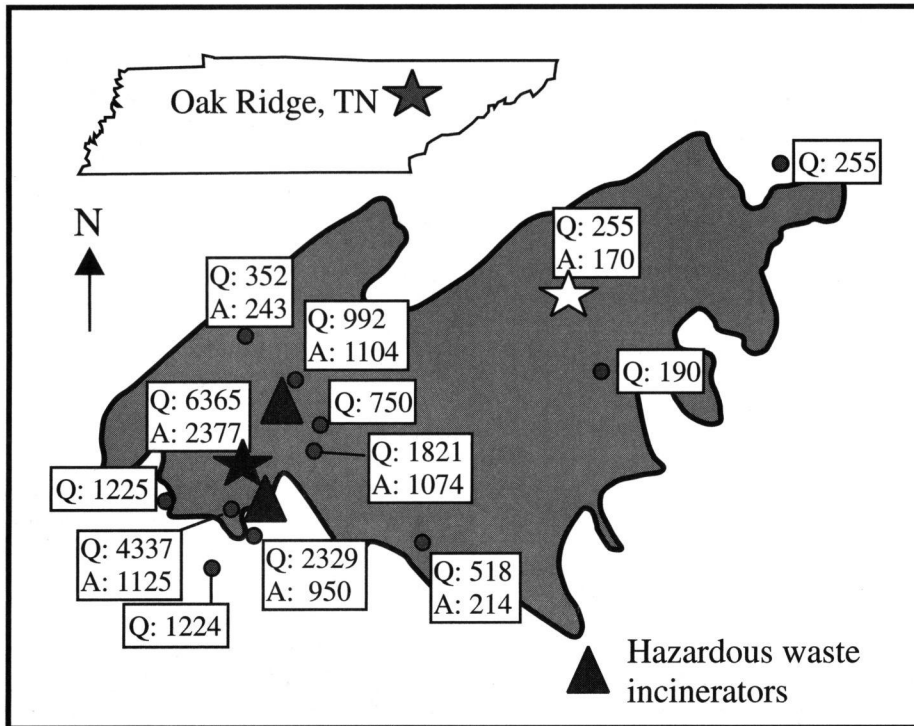 Oak Ridge, TN
N
Q: 255
Q: 255
A: 170
Q: 352
A: 243
Q: 992
A: 1104
Q: 190
Q: 6365
A: 2377
Q: 750
Q: 1821
A: 1074
Q: 1225
Q: 4337
A: 1125
Q: 2329
A: 950
Q: 518
A: 214
Q: 1224
Hazardous waste
incinerators